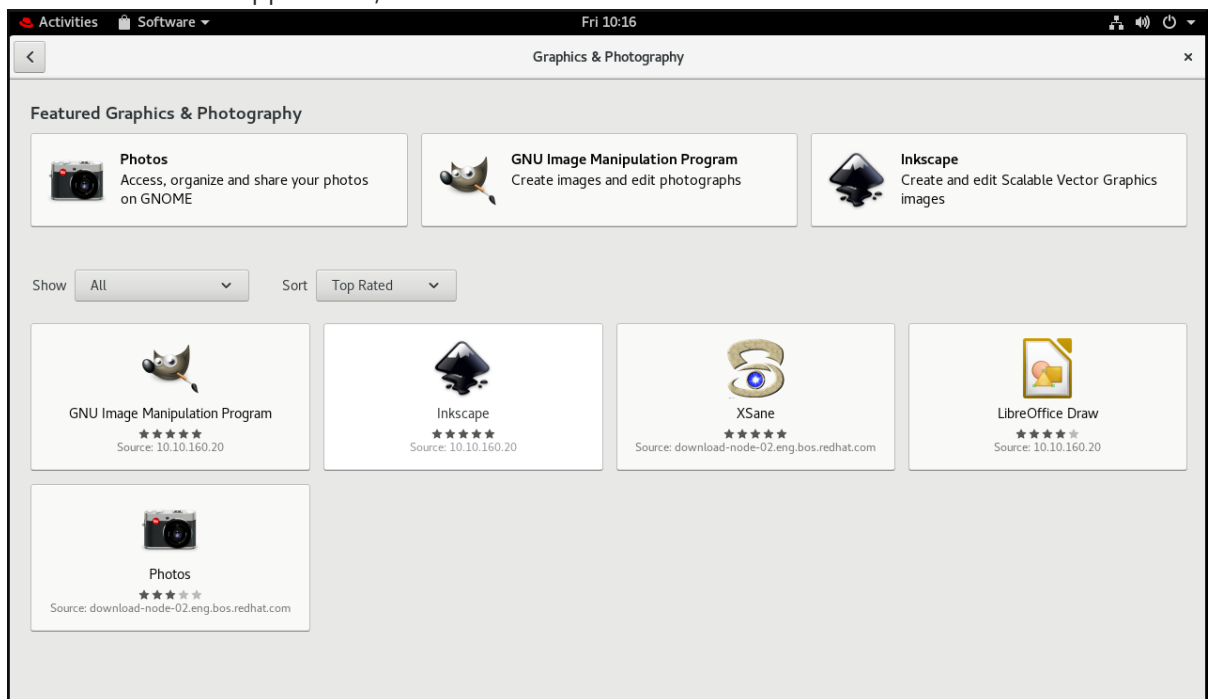 Activities Software Fri 10:16
Graphics & Photography
Featured Graphics & Photography
Photos
Access, organize and share your photos
on GNOME
GNU Image Manipulation Program
Create images and edit photographs
Inkscape
Create and edit Scalable Vector Graphics
images
Show All Sort Top Rated
GNU Image Manipulation Program
Source: 10.10.160.20
Inkscape
Source: 10.10.160.20
XSane
Source: download-node-02.eng.bos.redhat.com
LibreOffice Draw
Source: 10.10.160.20
Photos
Source: download-node-02.eng.bos.redhat.com